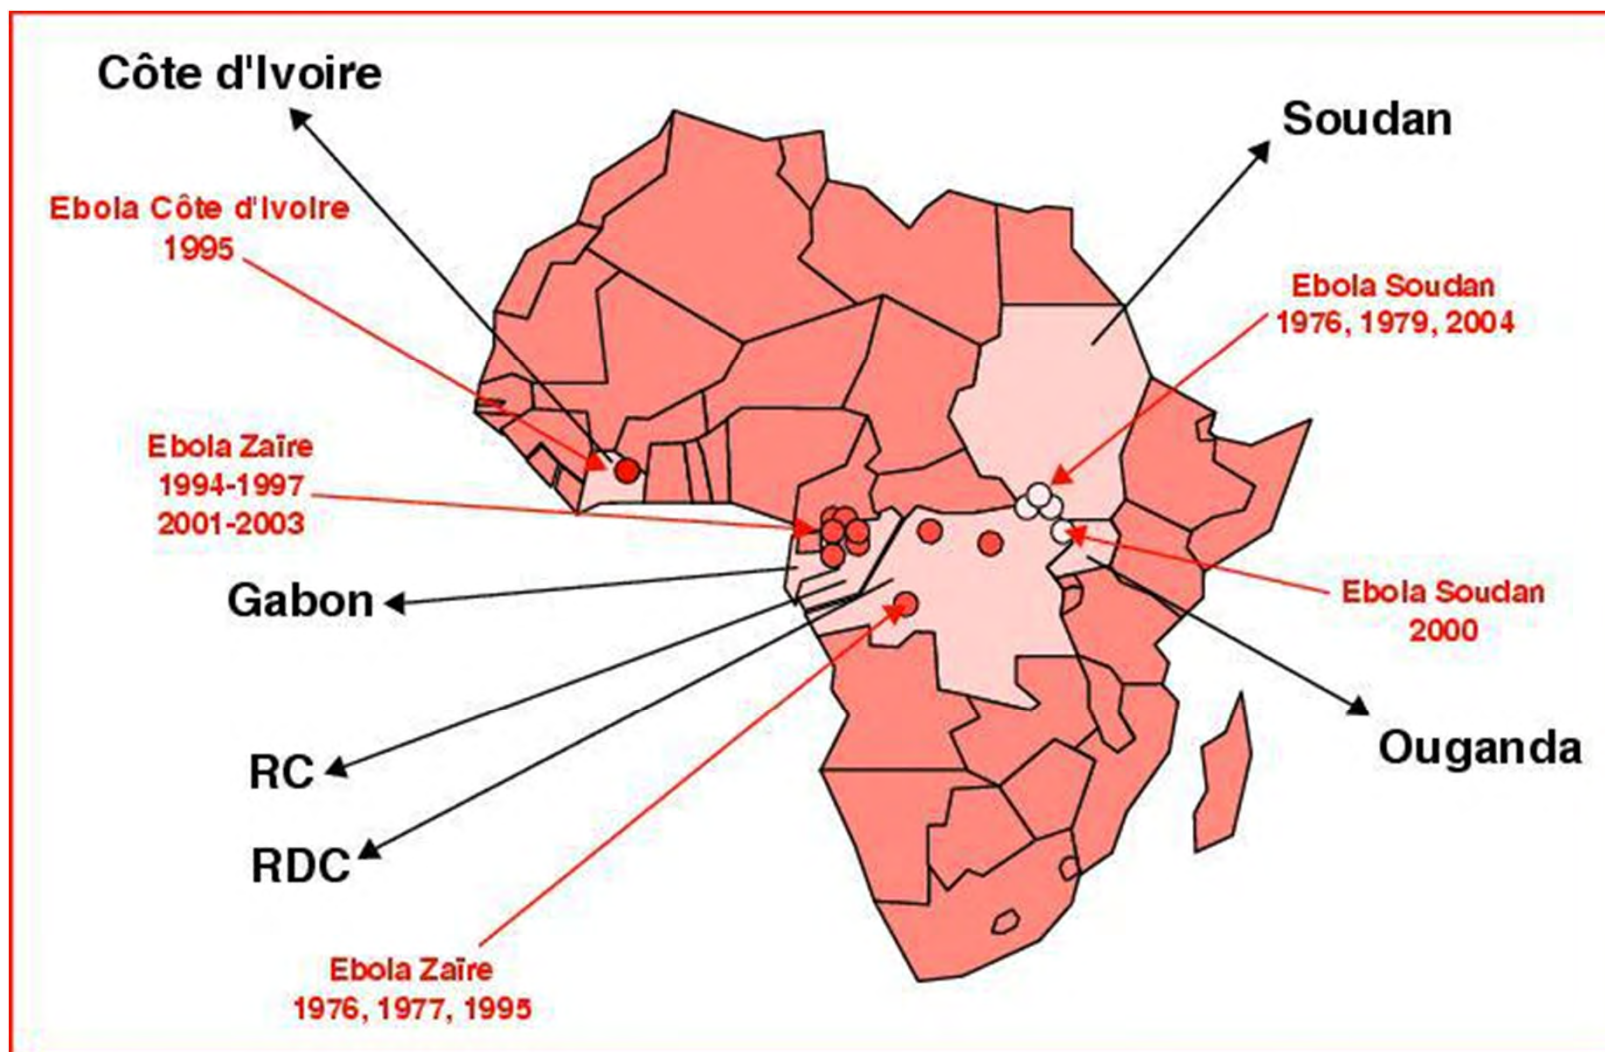 Côte d'Ivoire
Soudan
Ebola Côte d'Ivoire
1995
Ebola Soudan
1976, 1979, 2004
Ebola Zaïre
1994-1997
2001-2003
Gabon
Ebola Soudan
2000
RC
Ouganda
RDC
Ebola Zaïre
1976, 1977, 1995